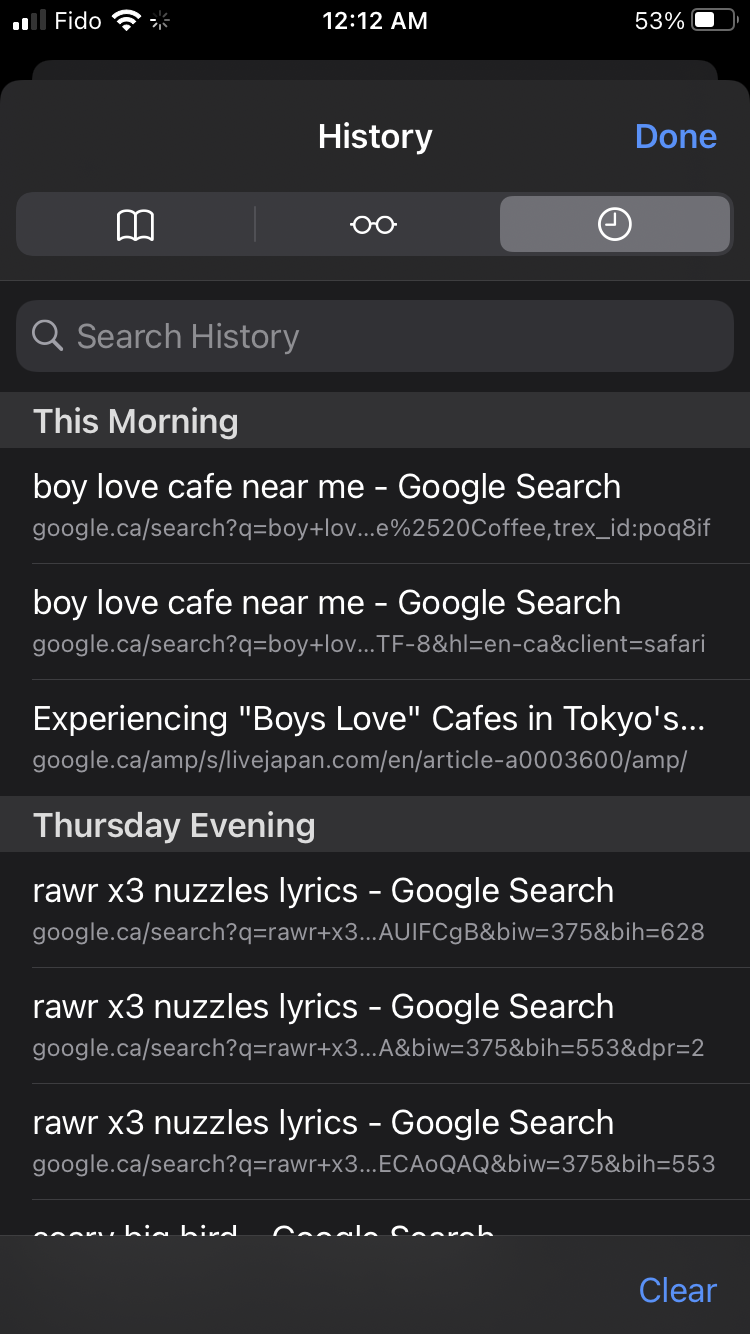 Fido 12:12 AM 53%
History Done
Search History
This Morning
boy love cafe near me - Google Search
google.ca/search?q=boy+lov...e%2520Coffee,trex_id:poq8if
boy love cafe near me - Google Search
google.ca/search?q=boy+lov...TF-8&hl=en-ca&client=safari
Experiencing "Boys Love" Cafes in Tokyo's...
google.ca/amp/s/livejapan.com/en/article-a0003600/amp/
Thursday Evening
rawr x3 nuzzles lyrics - Google Search
google.ca/search?q=rawr+x3...AUIFCgB&biw=375&bih=628
rawr x3 nuzzles lyrics - Google Search
google.ca/search?q=rawr+x3...A&biw=375&bih=553&dpr=2
rawr x3 nuzzles lyrics - Google Search
google.ca/search?q=rawr+x3...ECAoQAQ&biw=375&bih=553
big bird - Google Search
Clear